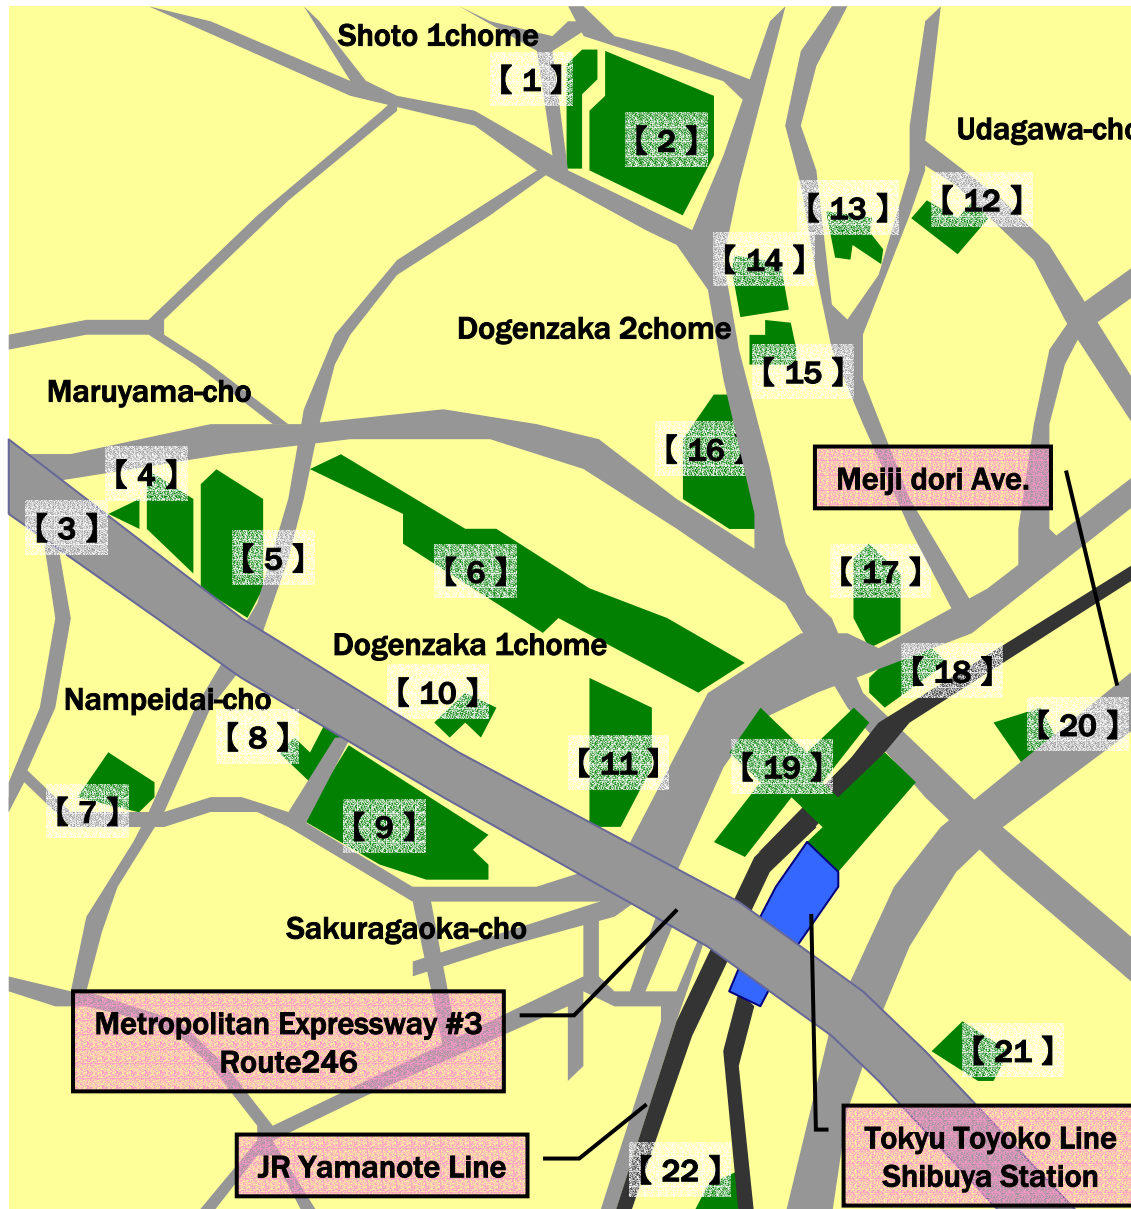 Shoto 1chome
【 1 】
【 2 】
Udagawa-cho
【 12 】
【 13 】
【 14 】
Dogenzaka 2chome
【 15 】
Maruyama-cho
【 16 】
【 4 】
Meiji dori Ave.
【 3 】
【 5 】
【 6 】
【 17 】
Dogenzaka 1chome
【 18 】
【 10 】
Nampeidai-cho
【 20 】
【 8 】
【 11 】
【 19 】
【 7 】
【 9 】
Sakuragaoka-cho
Metropolitan Expressway #3
Route246
【 21 】
Tokyu Toyoko Line
Shibuya Station
JR Yamanote Line
【 22 】